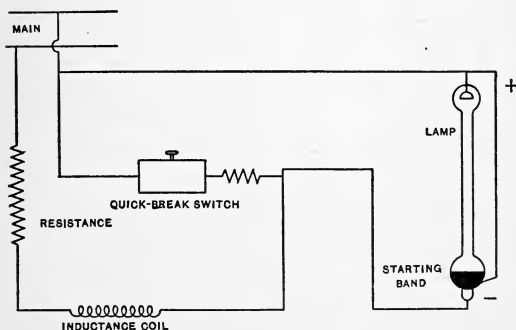 MAIN
+
LAMP
QUICK-BREAK SWITCH
RESISTANCE
STARTING
BAND
−
INDUCTANCE COIL